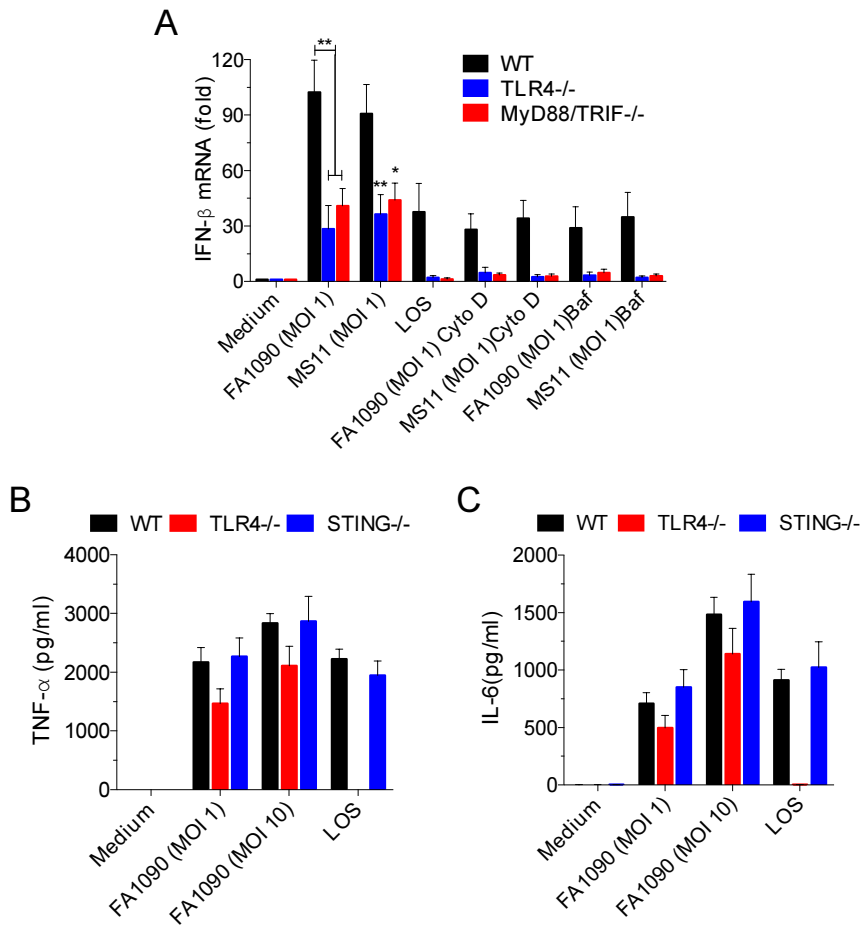 A
IFN-β mRNA (fold)
120
90
60
30
0
**
**
*
WT
TLR4-/-
MyD88/TRIF-/-
Medium
FA1090 (MOI 1)
MS11 (MOI 1)
LOS
FA1090 (MOI 1) Cyto D
MS11 (MOI 1)Cyto D
FA1090 (MOI 1)Baf
MS11 (MOI 1)Baf
B
WT TLR4-/- STING-/-
TNF-α (pg/ml)
4000
3000
2000
1000
0
Medium
FA1090 (MOI 1)
FA1090 (MOI 10)
LOS
C
WT TLR4-/- STING-/-
IL-6(pg/ml)
2000
1500
1000
500
0
Medium
FA1090 (MOI 1)
FA1090 (MOI 10)
LOS